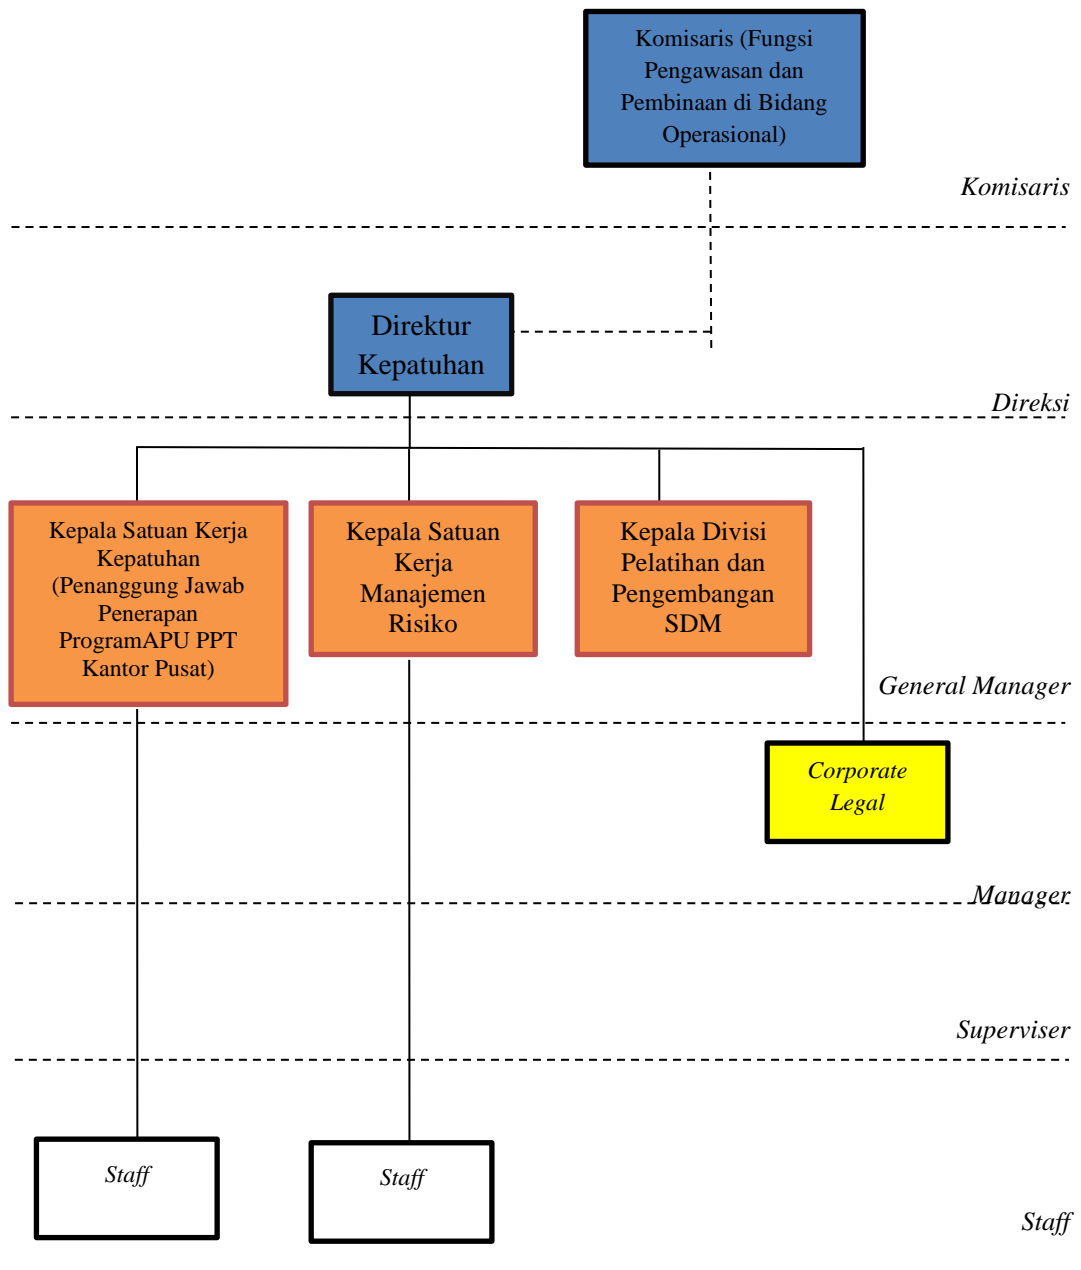 Komisaris (Fungsi
Pengawasan dan
Pembinaan di Bidang
Operasional)
Komisaris
Direktur
Kepatuhan
Direksi
Kepala Satuan Kerja
Kepatuhan
(Penanggung Jawab
Penerapan
ProgramAPU PPT
Kantor Pusat)
Kepala Satuan
Kerja
Manajemen
Risiko
Kepala Divisi
Pelatihan dan
Pengembangan
SDM
General Manager
Corporate
Legal
Manager
Superviser
Staff
Staff
Staff